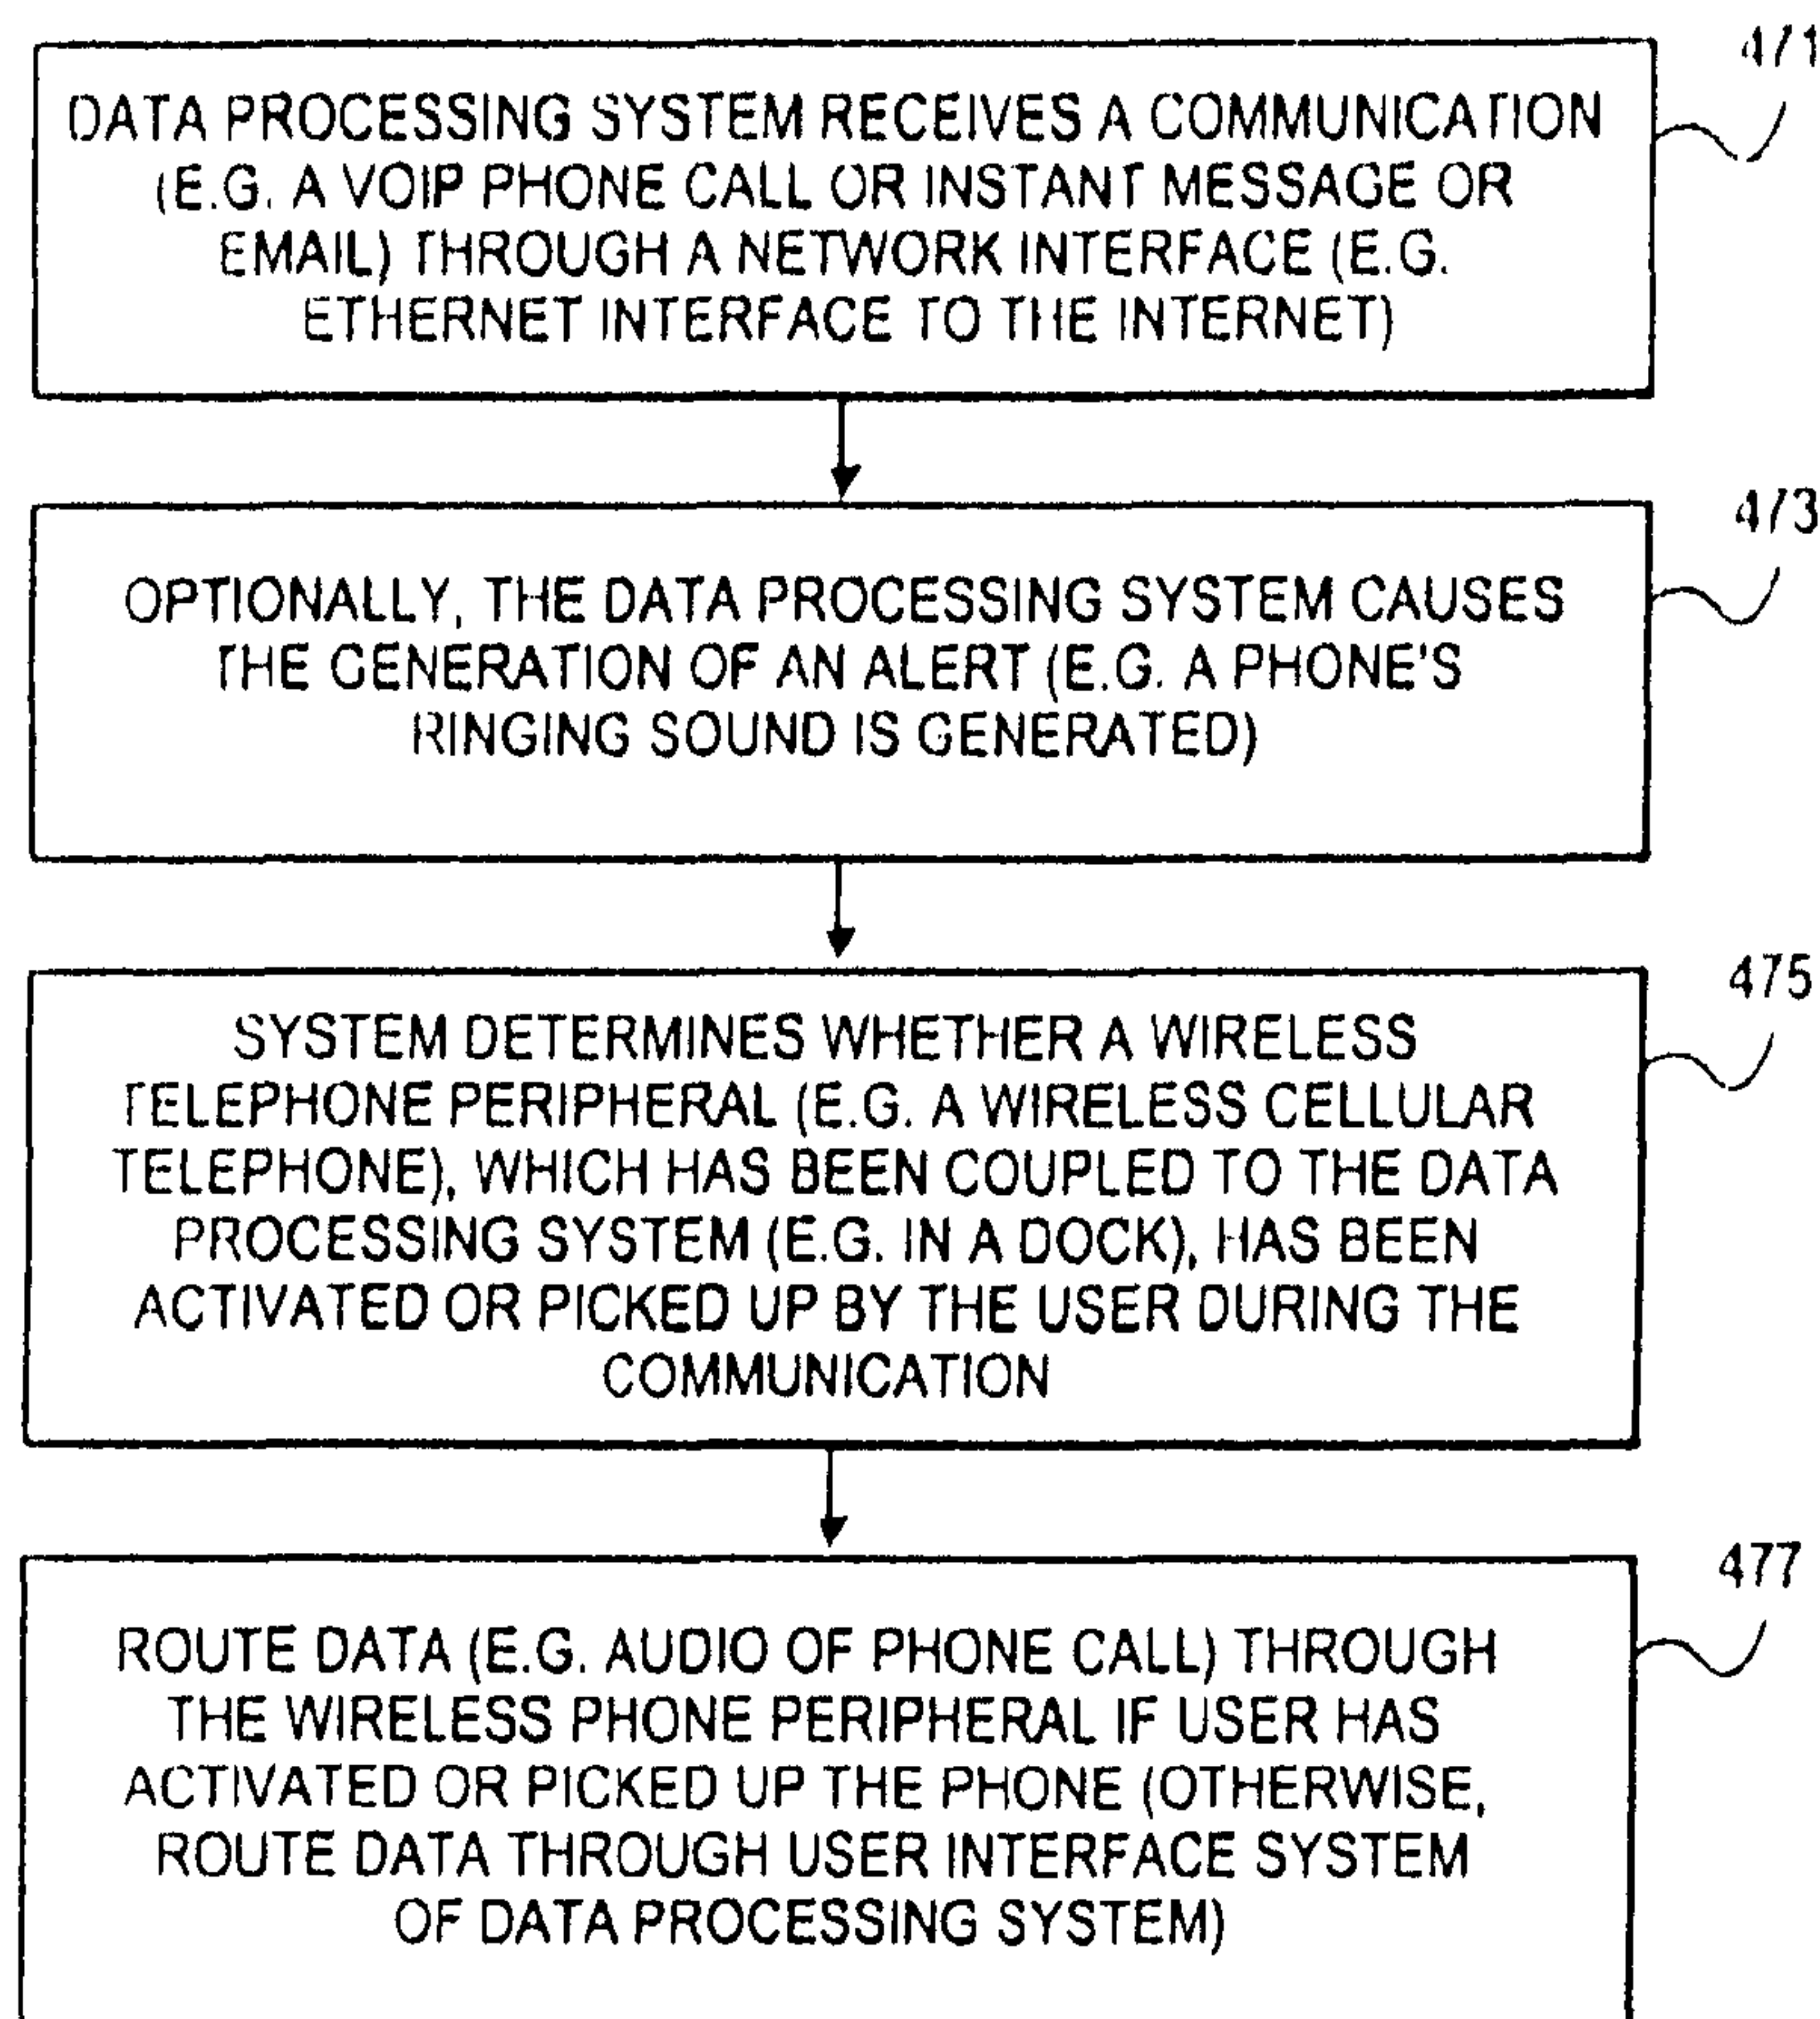 471
DATA PROCESSING SYSTEM RECEIVES A COMMUNICATION
(E.G. A VOIP PHONE CALL OR INSTANT MESSAGE OR
EMAIL) THROUGH A NETWORK INTERFACE (E.G.
ETHERNET INTERFACE TO THE INTERNET)
473
OPTIONALLY, THE DATA PROCESSING SYSTEM CAUSES
THE GENERATION OF AN ALERT (E.G. A PHONE'S
RINGING SOUND IS GENERATED)
475
SYSTEM DETERMINES WHETHER A WIRELESS
TELEPHONE PERIPHERAL (E.G. A WIRELESS CELLULAR
TELEPHONE), WHICH HAS BEEN COUPLED TO THE DATA
PROCESSING SYSTEM (E.G. IN A DOCK), HAS BEEN
ACTIVATED OR PICKED UP BY THE USER DURING THE
COMMUNICATION
477
ROUTE DATA (E.G. AUDIO OF PHONE CALL) THROUGH
THE WIRELESS PHONE PERIPHERAL IF USER HAS
ACTIVATED OR PICKED UP THE PHONE (OTHERWISE,
ROUTE DATA THROUGH USER INTERFACE SYSTEM
OF DATA PROCESSING SYSTEM)